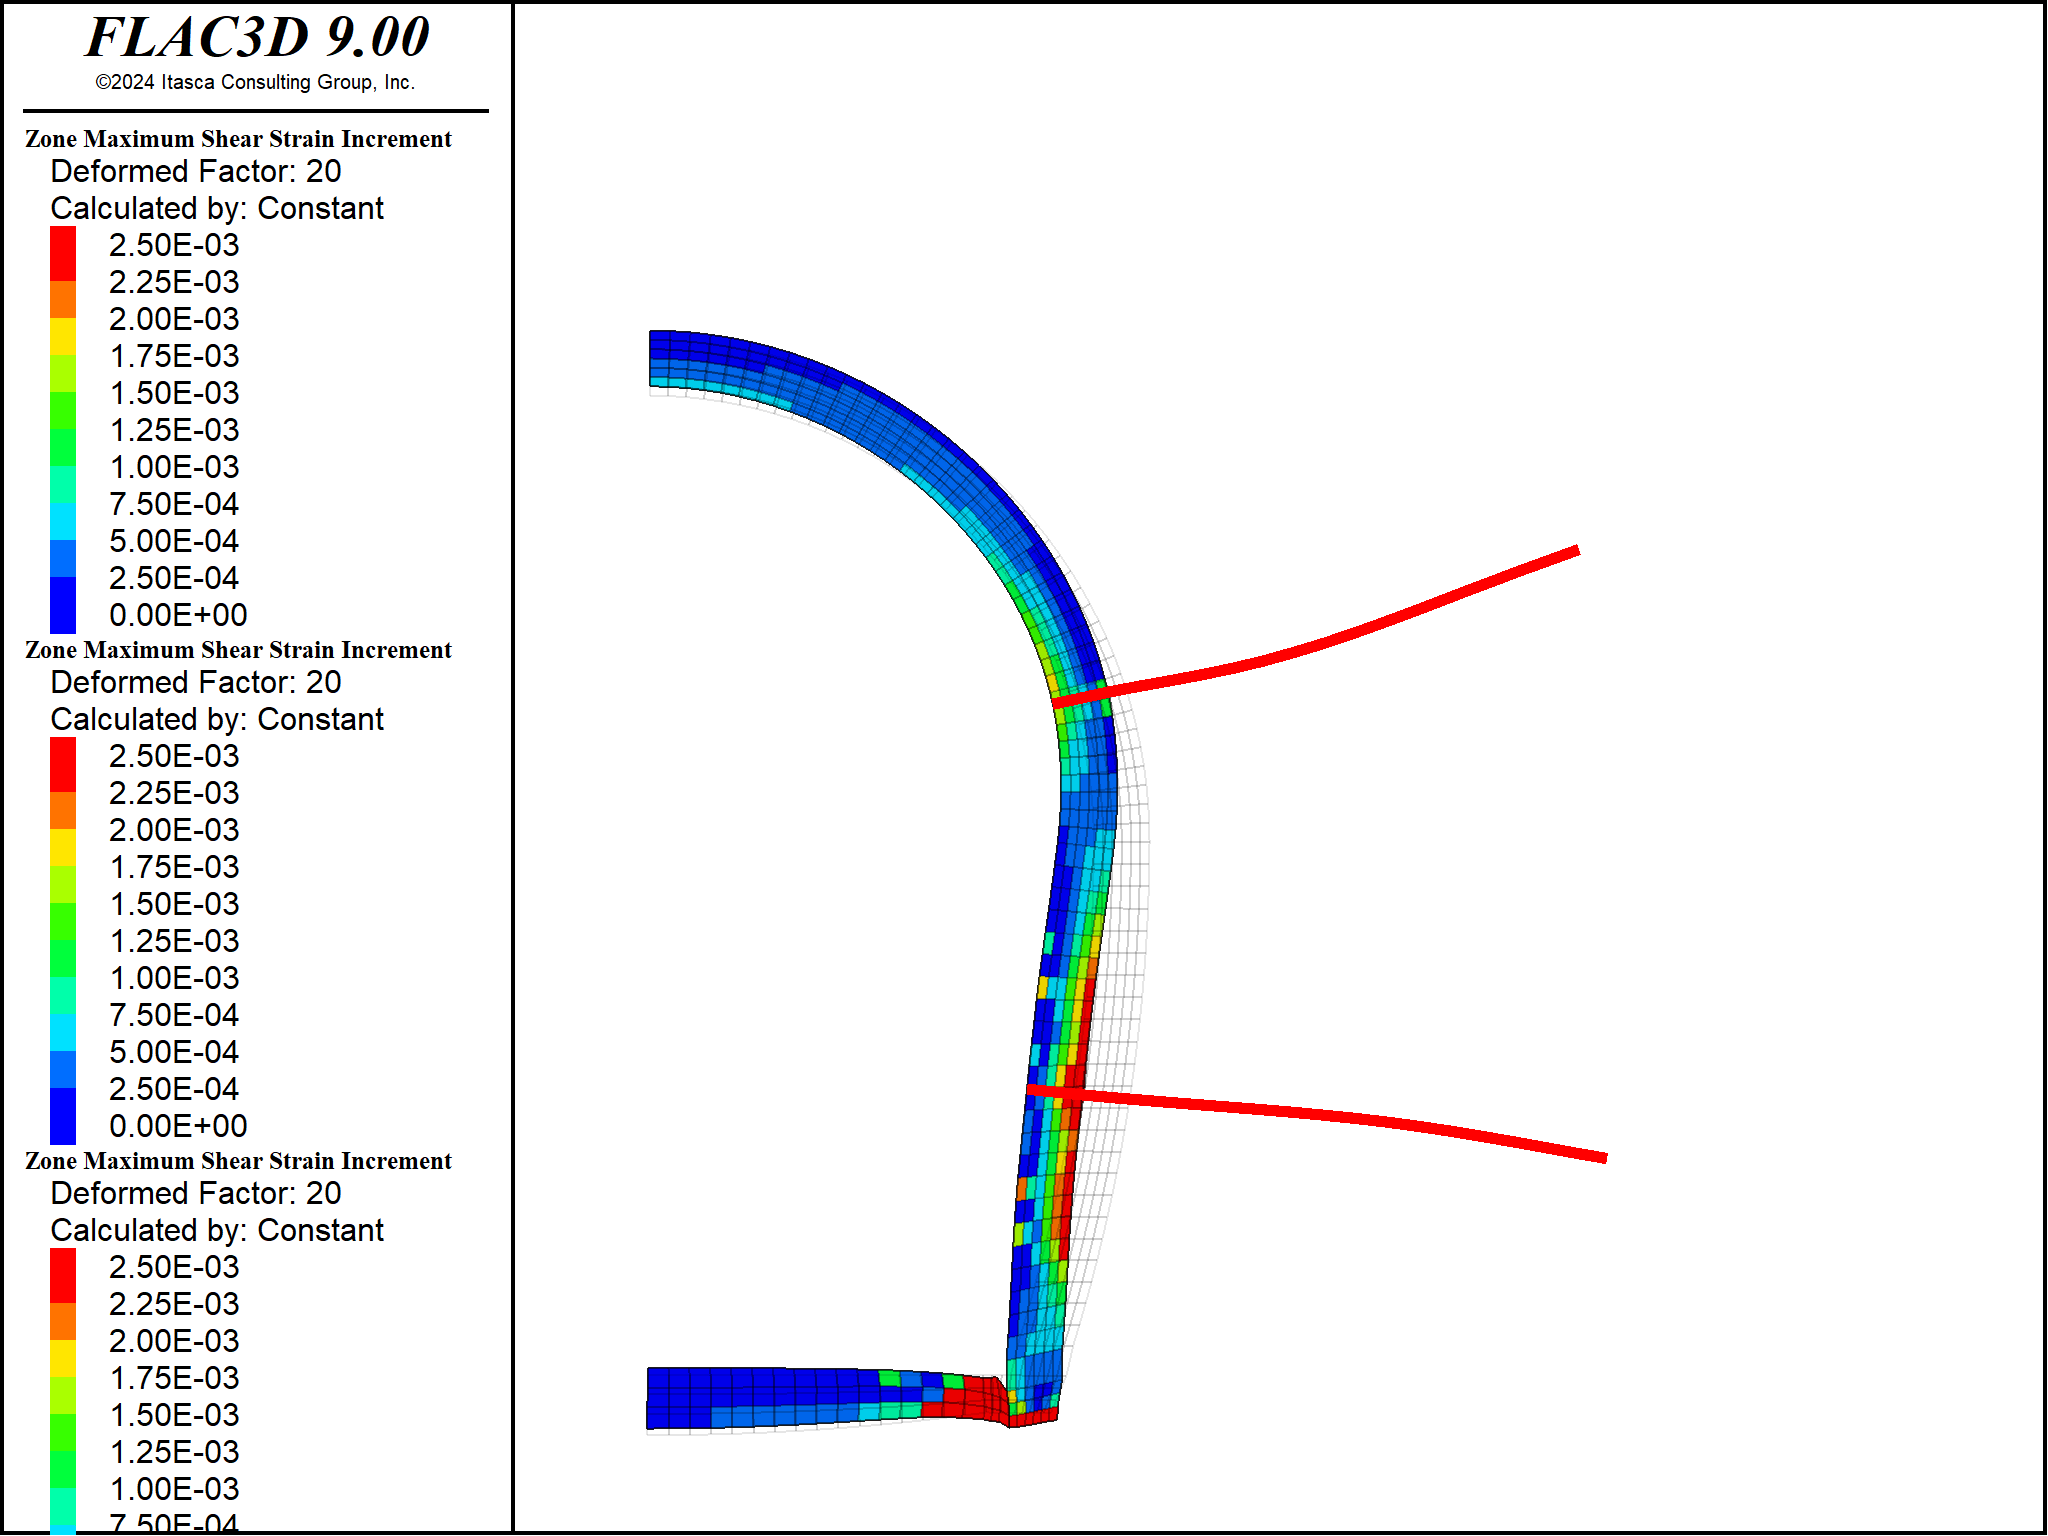 FLAC3D 9.00
©2024 Itasca Consulting Group, Inc.
Zone Maximum Shear Strain Increment
Deformed Factor: 20
Calculated by: Constant
2.50E-03
2.25E-03
2.00E-03
1.75E-03
1.50E-03
1.25E-03
1.00E-03
7.50E-04
5.00E-04
2.50E-04
0.00E+00
Zone Maximum Shear Strain Increment
Deformed Factor: 20
Calculated by: Constant
2.50E-03
2.25E-03
2.00E-03
1.75E-03
1.50E-03
1.25E-03
1.00E-03
7.50E-04
5.00E-04
2.50E-04
0.00E+00
Zone Maximum Shear Strain Increment
Deformed Factor: 20
Calculated by: Constant
2.50E-03
2.25E-03
2.00E-03
1.75E-03
1.50E-03
1.25E-03
1.00E-03
7.50E-04